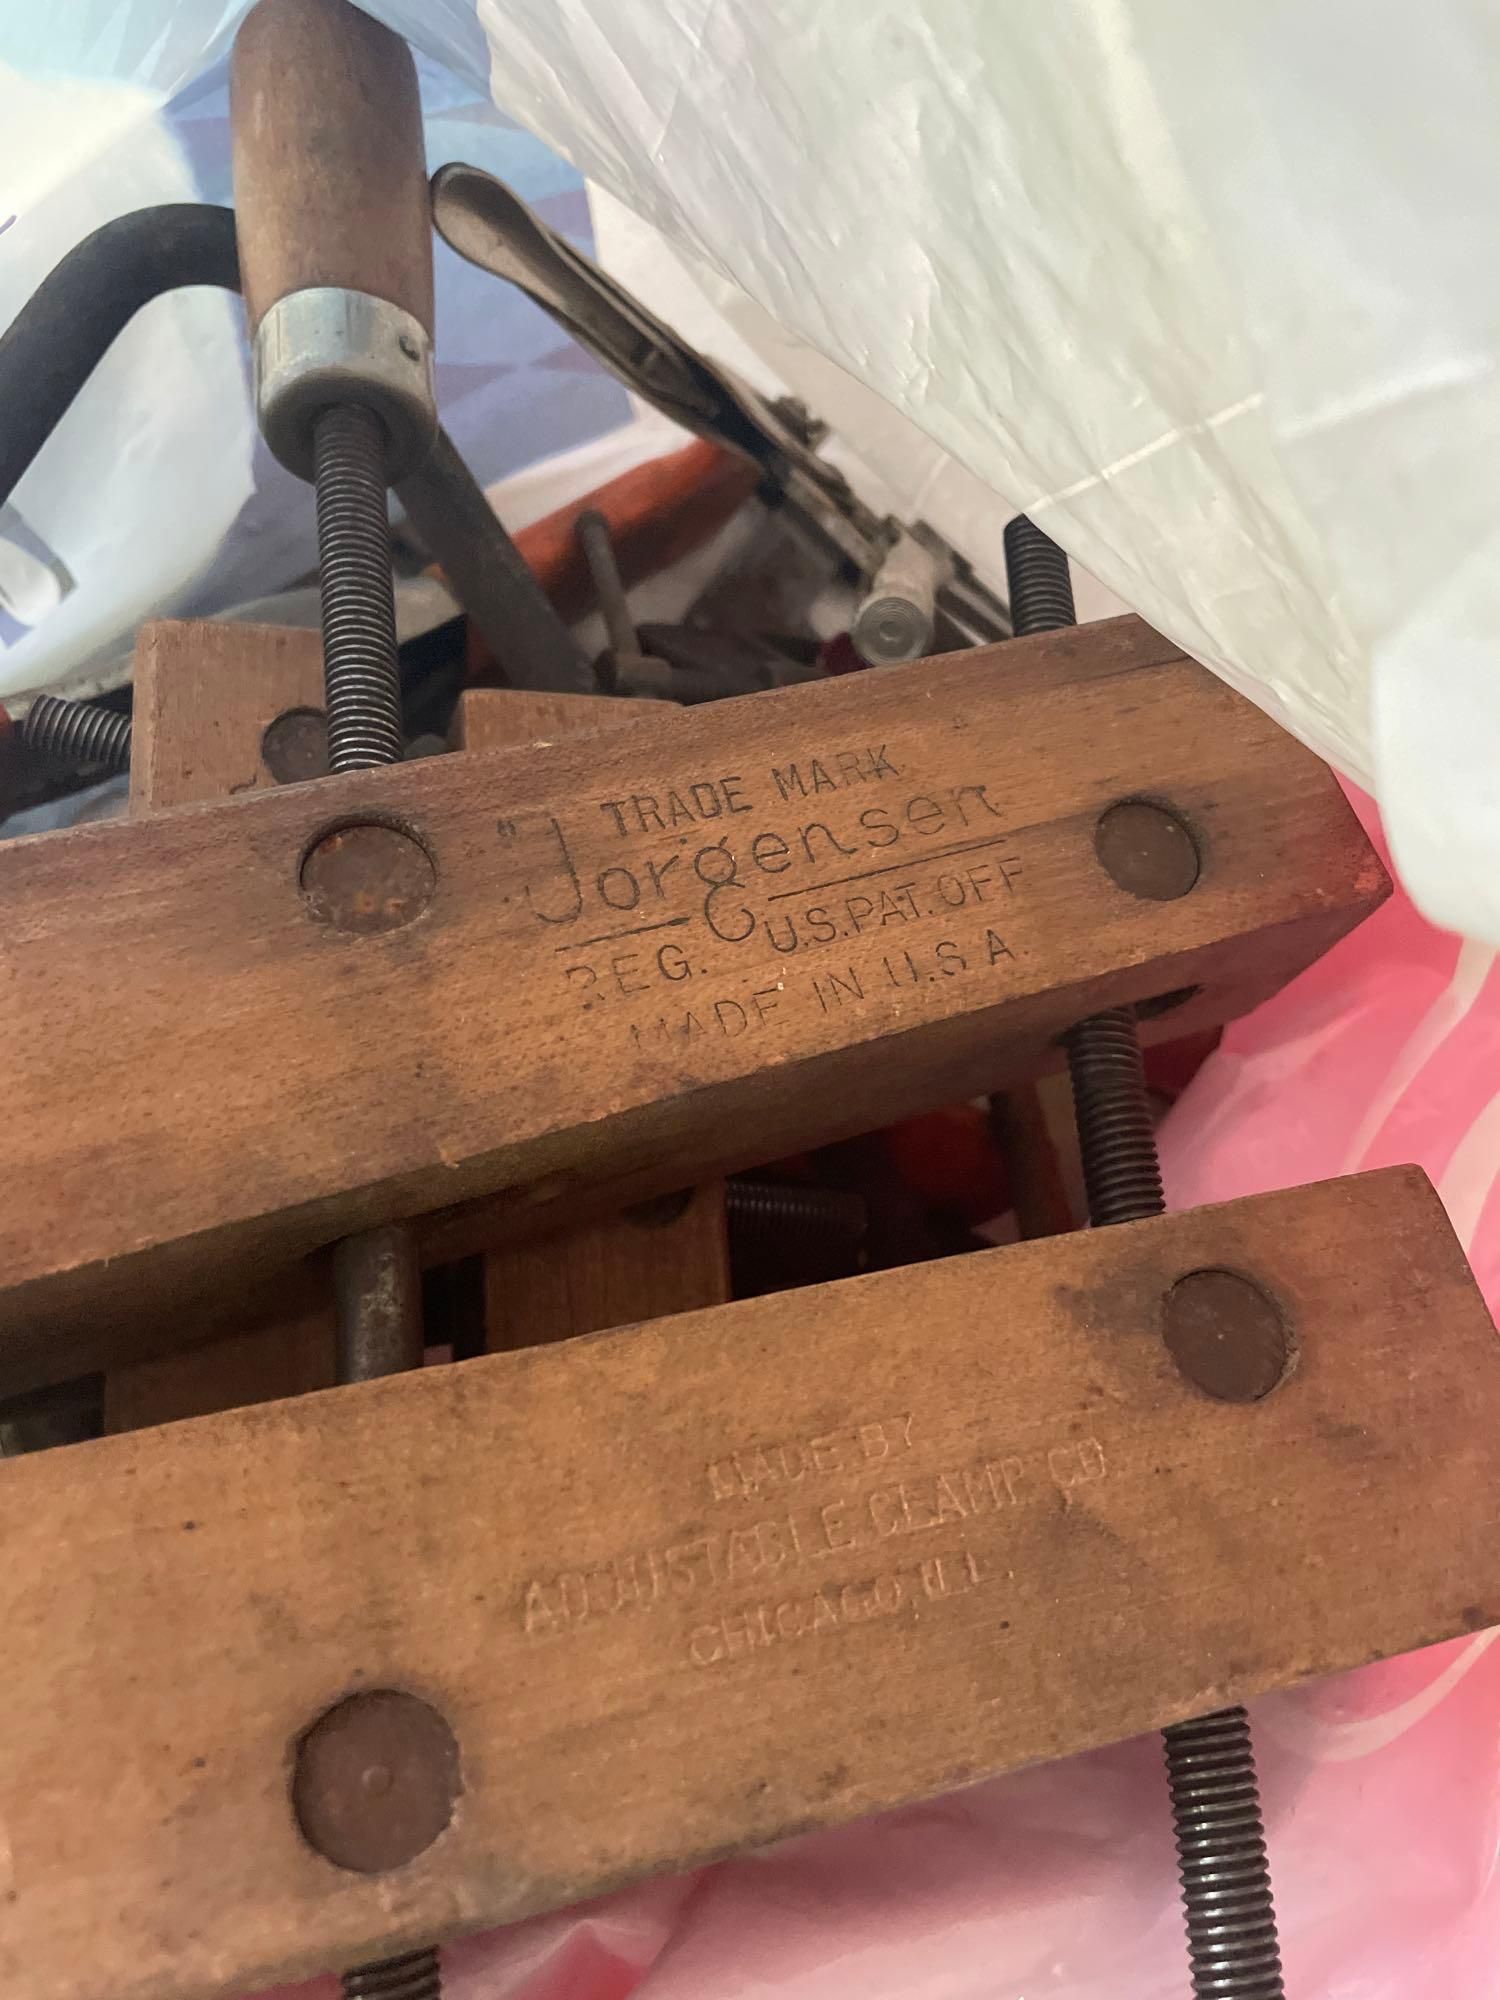 TRADE MARK
"Jorgensen
REG. U.S.PAT. OFF
MADE IN U.S.A.
MADE BY
ADJUSTABLE CLAMP CO.
CHICAGO, ILL.